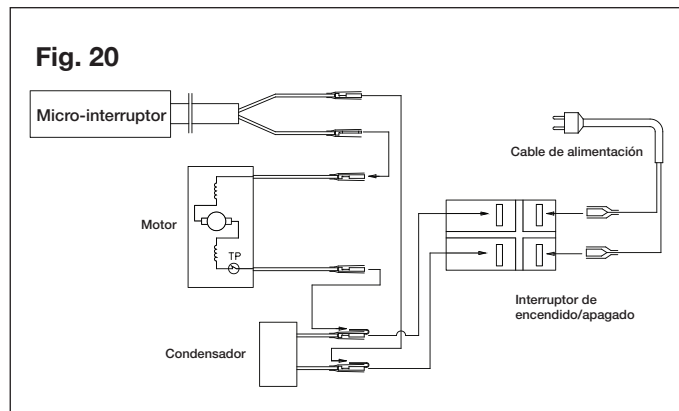 Fig. 20
Micro-interruptor
Cable de alimentación
Motor
TP
Interruptor de
encendido/apagado
Condensador